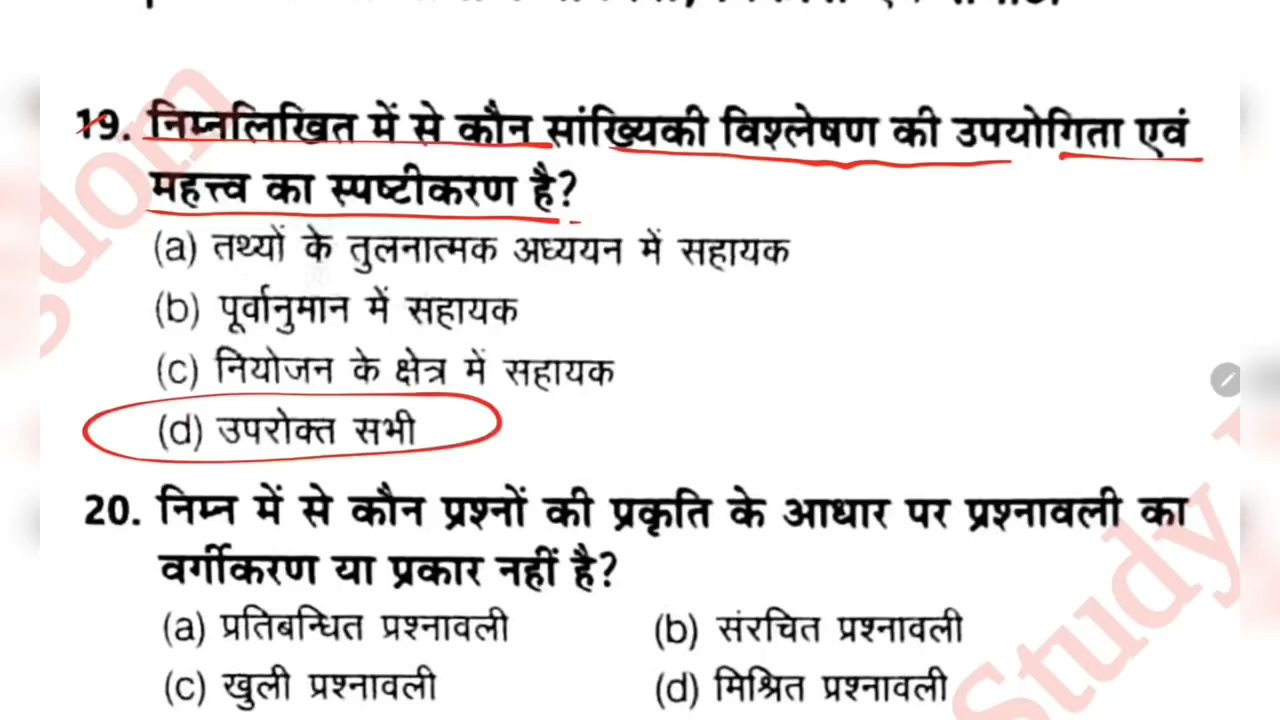 19. निम्नलिखित में से कौन सांख्यिकी विश्लेषण की उपयोगिता एवं
महत्त्व का स्पष्टीकरण है?
(a) तथ्यों के तुलनात्मक अध्ययन में सहायक
(b) पूर्वानुमान में सहायक
(c) नियोजन के क्षेत्र में सहायक
(d) उपरोक्त सभी
20. निम्न में से कौन प्रश्नों की प्रकृति के आधार पर प्रश्नावली का
वर्गीकरण या प्रकार नहीं है?
(a) प्रतिबन्धित प्रश्नावली (b) संरचित प्रश्नावली
(c) खुली प्रश्नावली (d) मिश्रित प्रश्नावली
gdom
Study